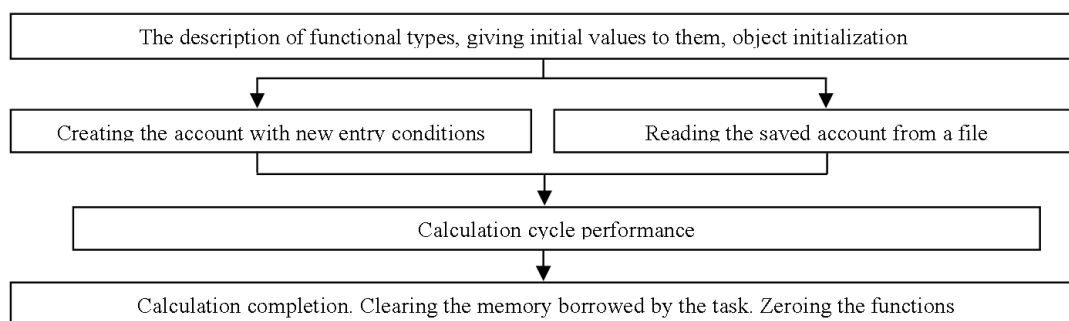 The description of functional types, giving initial values to them, object initialization
Creating the account with new entry conditions
Reading the saved account from a file
Calculation cycle performance
Calculation completion. Clearing the memory borrowed by the task. Zeroing the functions